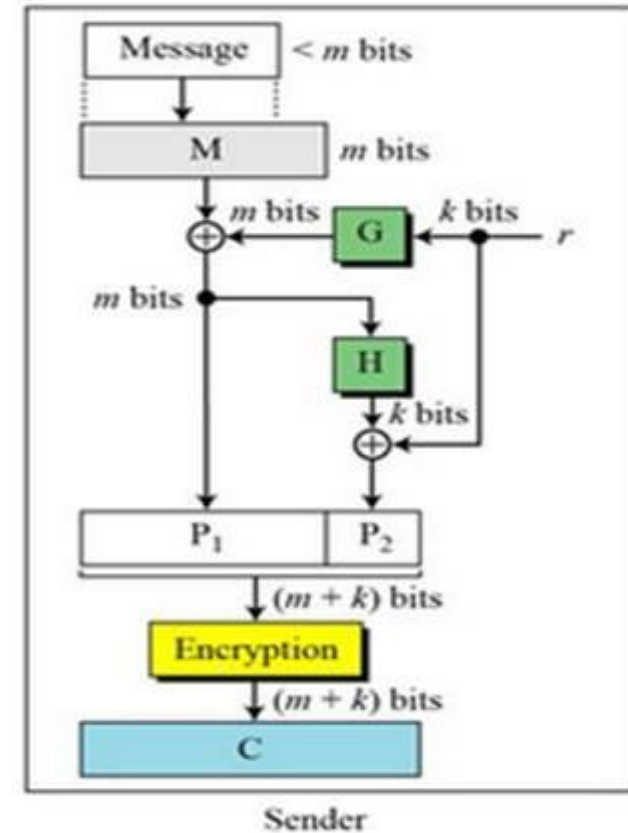 Message < m bits
M m bits
m bits G k bits r
m bits
H
k bits
P₁ P₂
(m + k) bits
Encryption
(m + k) bits
C
Sender